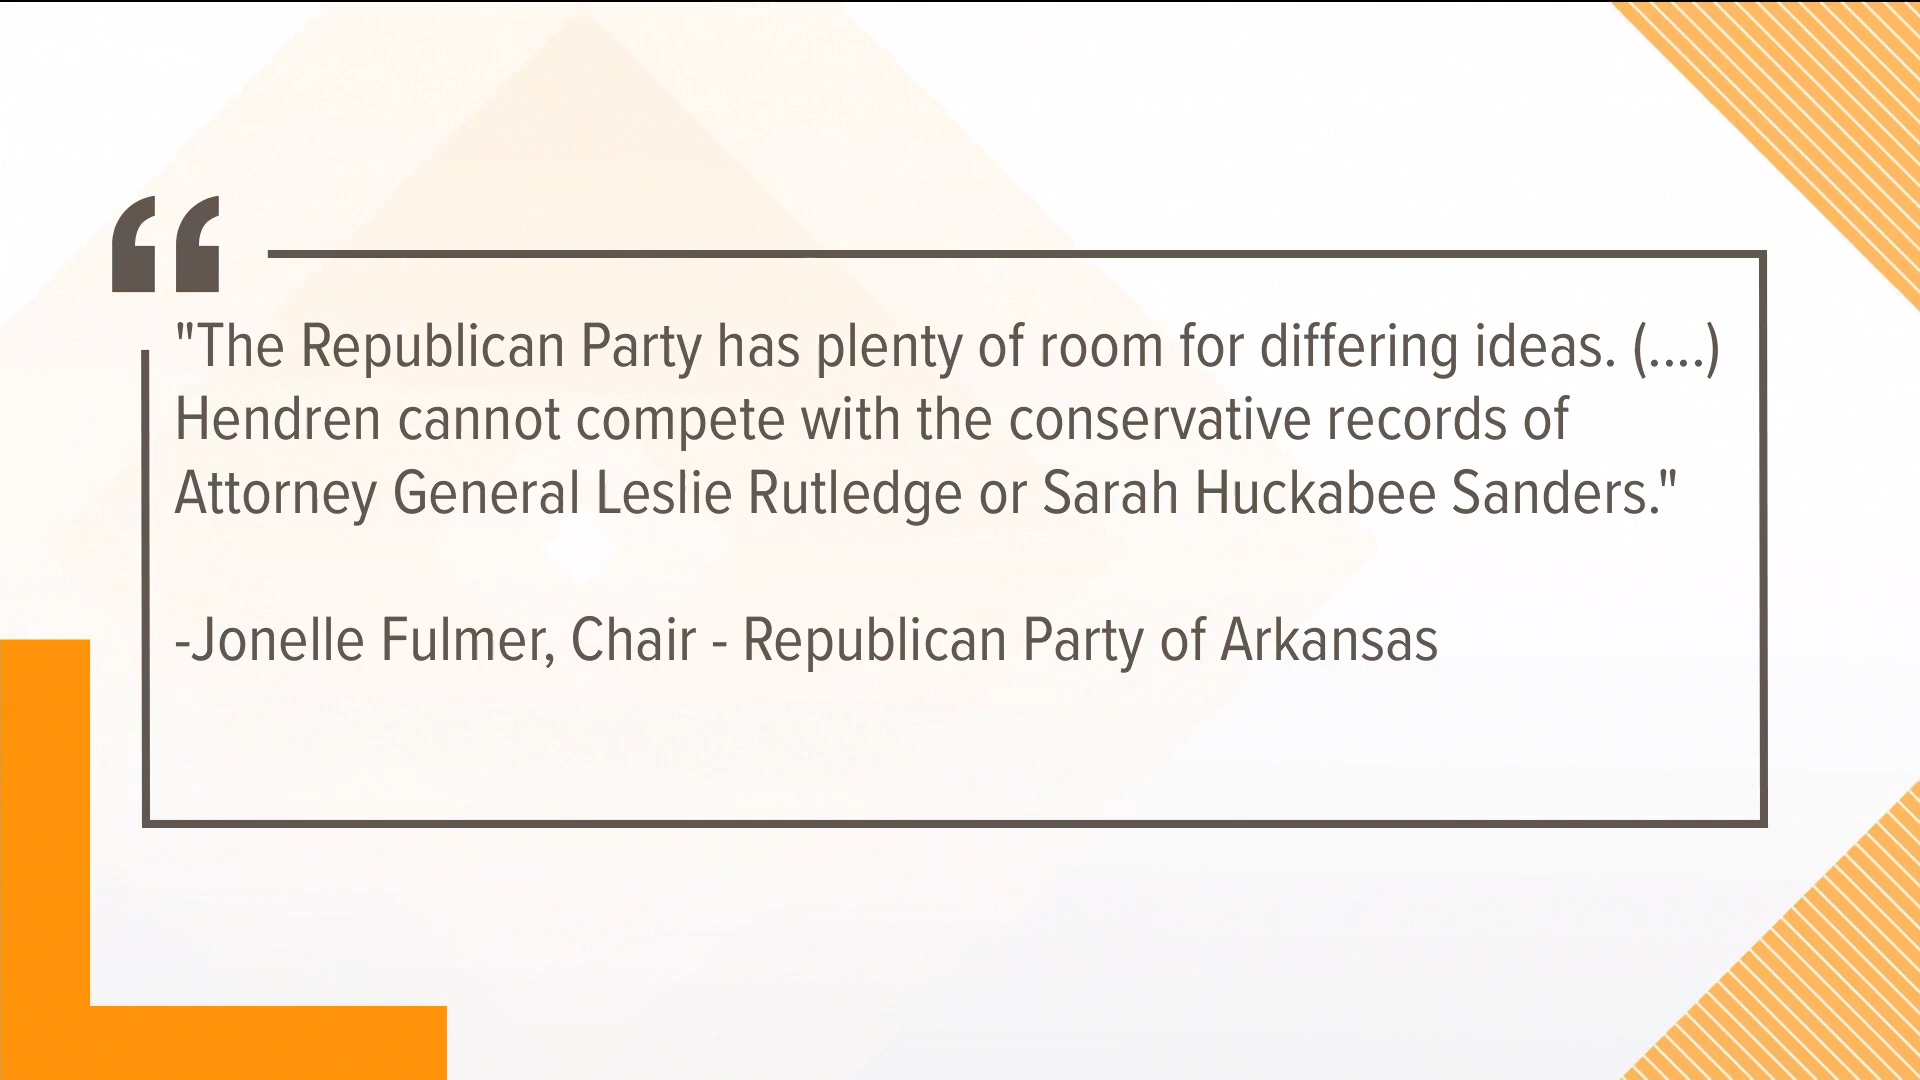 "The Republican Party has plenty of room for differing ideas. (....)
Hendren cannot compete with the conservative records of
Attorney General Leslie Rutledge or Sarah Huckabee Sanders."
-Jonelle Fulmer, Chair - Republican Party of Arkansas